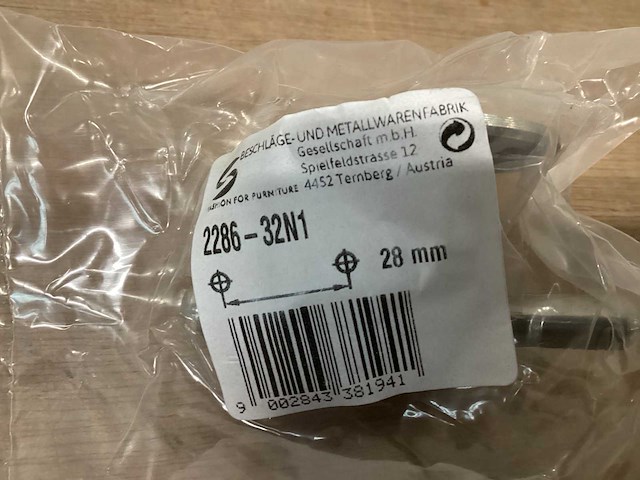 BESCHLÄGE-UND METALLWARENFABRIK
Gesellschaft m.b.H.
Spielfeldstrasse 12
4452 Ternberg / Austria
FASHION FOR FURNITURE
2286-32N1
28 mm
9 002843 381941